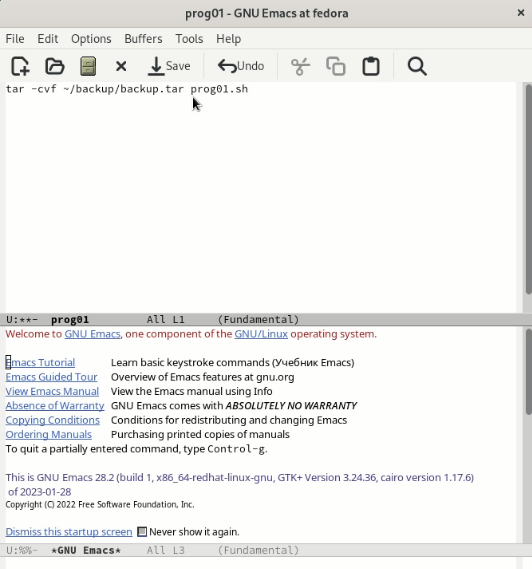 prog01 - GNU Emacs at fedora
File Edit Options Buffers Tools Help
Save Undo
tar -cvf ~/backup/backup.tar prog01.sh
U:**- prog01 All L1 (Fundamental)
Welcome to GNU Emacs, one component of the GNU/Linux operating system.
Emacs Tutorial Learn basic keystroke commands (Учебник Emacs)
Emacs Guided Tour Overview of Emacs features at gnu.org
View Emacs Manual View the Emacs manual using Info
Absence of Warranty GNU Emacs comes with ABSOLUTELY NO WARRANTY
Copying Conditions Conditions for redistributing and changing Emacs
Ordering Manuals Purchasing printed copies of manuals
To quit a partially entered command, type Control-g.
This is GNU Emacs 28.2 (build 1, x86_64-redhat-linux-gnu, GTK+ Version 3.24.36, cairo version 1.17.6)
of 2023-01-28
Copyright (C) 2022 Free Software Foundation, Inc.
Dismiss this startup screen Never show it again.
U:%%- *GNU Emacs* All L3 (Fundamental)